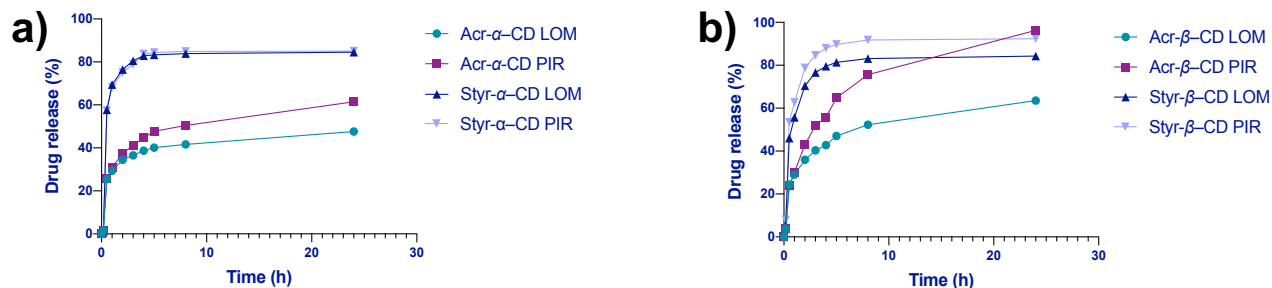 a)
Drug release (%)
100
80
60
40
20
0
0
10
20
30
Time (h)
Acr-α–CD LOM
Acr-α-CD PIR
Styr-α–CD LOM
Styr-α–CD PIR
b)
Drug release (%)
100
80
60
40
20
0
0
10
20
30
Time (h)
Acr-β–CD LOM
Acr-β–CD PIR
Styr-β–CD LOM
Styr-β–CD PIR